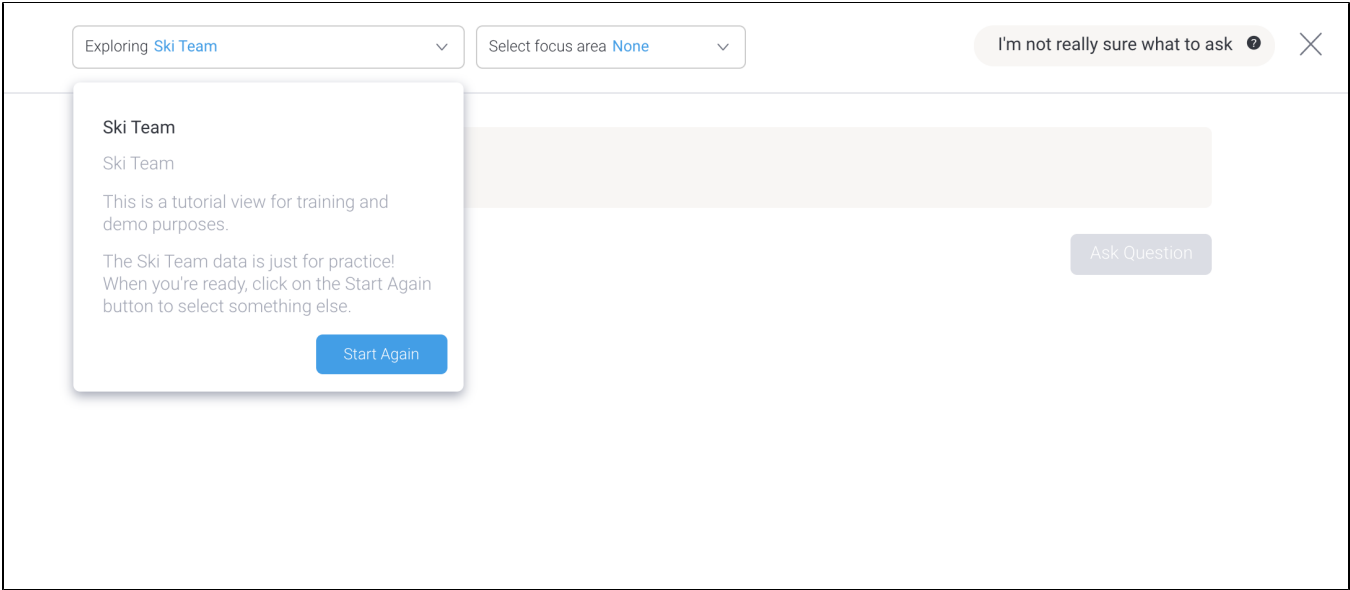 Exploring Ski Team
Select focus area None
I'm not really sure what to ask ?
Ski Team
Ski Team
This is a tutorial view for training and
demo purposes.
The Ski Team data is just for practice!
When you're ready, click on the Start Again
button to select something else.
Start Again
Ask Question